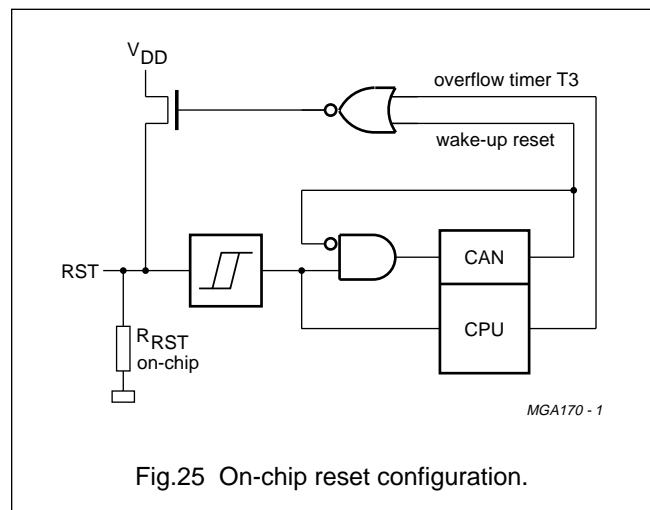 VDD
overflow timer T3
wake-up reset
RST
CAN
CPU
RRST
on-chip
MGA170 - 1
Fig.25 On-chip reset configuration.